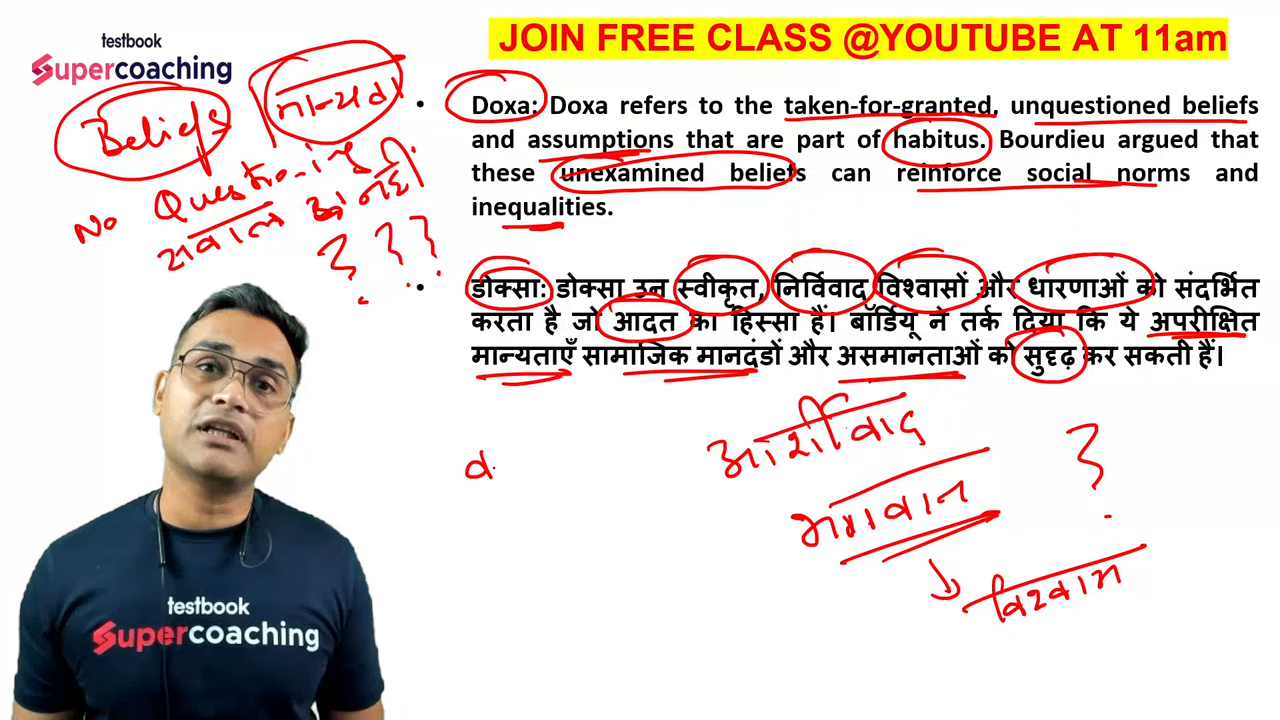 testbook
Supercoaching
JOIN FREE CLASS @YOUTUBE AT 11am
Beliefs
मान्यता
No Questioning
सवाल ही नहीं
? ? ?
• Doxa: Doxa refers to the taken-for-granted, unquestioned beliefs
and assumptions that are part of habitus. Bourdieu argued that
these unexamined beliefs can reinforce social norms and
inequalities.
• डोक्सा: डोक्सा उन स्वीकृत, निर्विवाद विश्वासों और धारणाओं को संदर्भित
करता है जो आदत का हिस्सा हैं। बॉर्डियू ने तर्क दिया कि ये अपरीक्षित
मान्यताएँ सामाजिक मानदंडों और असमानताओं को सुदृढ़ कर सकती हैं।
आशीर्वाद
भगवान
?
विश्वास
testbook
Supercoaching